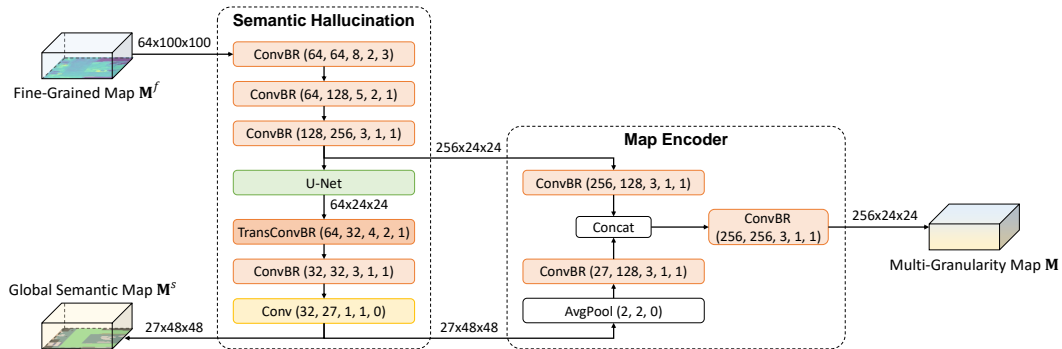 Semantic Hallucination
64x100x100
ConvBR (64, 64, 8, 2, 3)
Fine-Grained Map M^f
ConvBR (64, 128, 5, 2, 1)
ConvBR (128, 256, 3, 1, 1)
256x24x24
U-Net
64x24x24
TransConvBR (64, 32, 4, 2, 1)
ConvBR (32, 32, 3, 1, 1)
Conv (32, 27, 1, 1, 0)
Global Semantic Map M^s
27x48x48
27x48x48
Map Encoder
ConvBR (256, 128, 3, 1, 1)
Concat
ConvBR (27, 128, 3, 1, 1)
AvgPool (2, 2, 0)
ConvBR
(256, 256, 3, 1, 1)
256x24x24
Multi-Granularity Map M